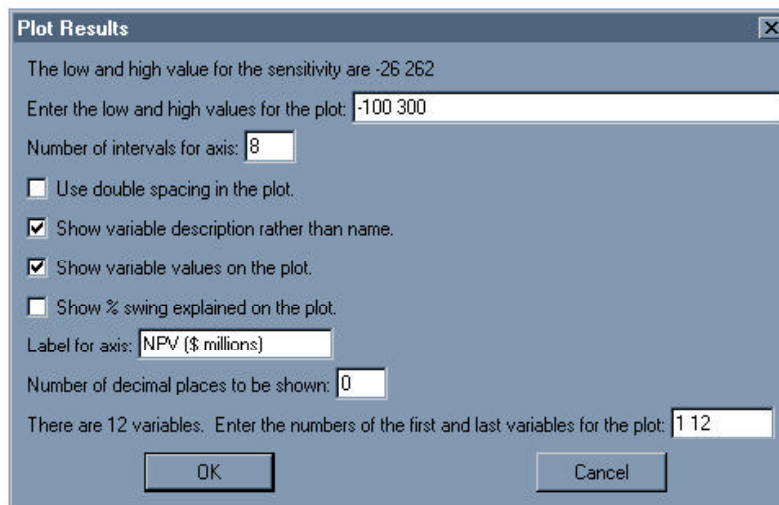 Plot Results
The low and high value for the sensitivity are -26 262
Enter the low and high values for the plot: -100 300
Number of intervals for axis: 8
Use double spacing in the plot.
Show variable description rather than name.
Show variable values on the plot.
Show % swing explained on the plot.
Label for axis: NPV ($ millions)
Number of decimal places to be shown: 0
There are 12 variables. Enter the numbers of the first and last variables for the plot: 1 12
OK Cancel